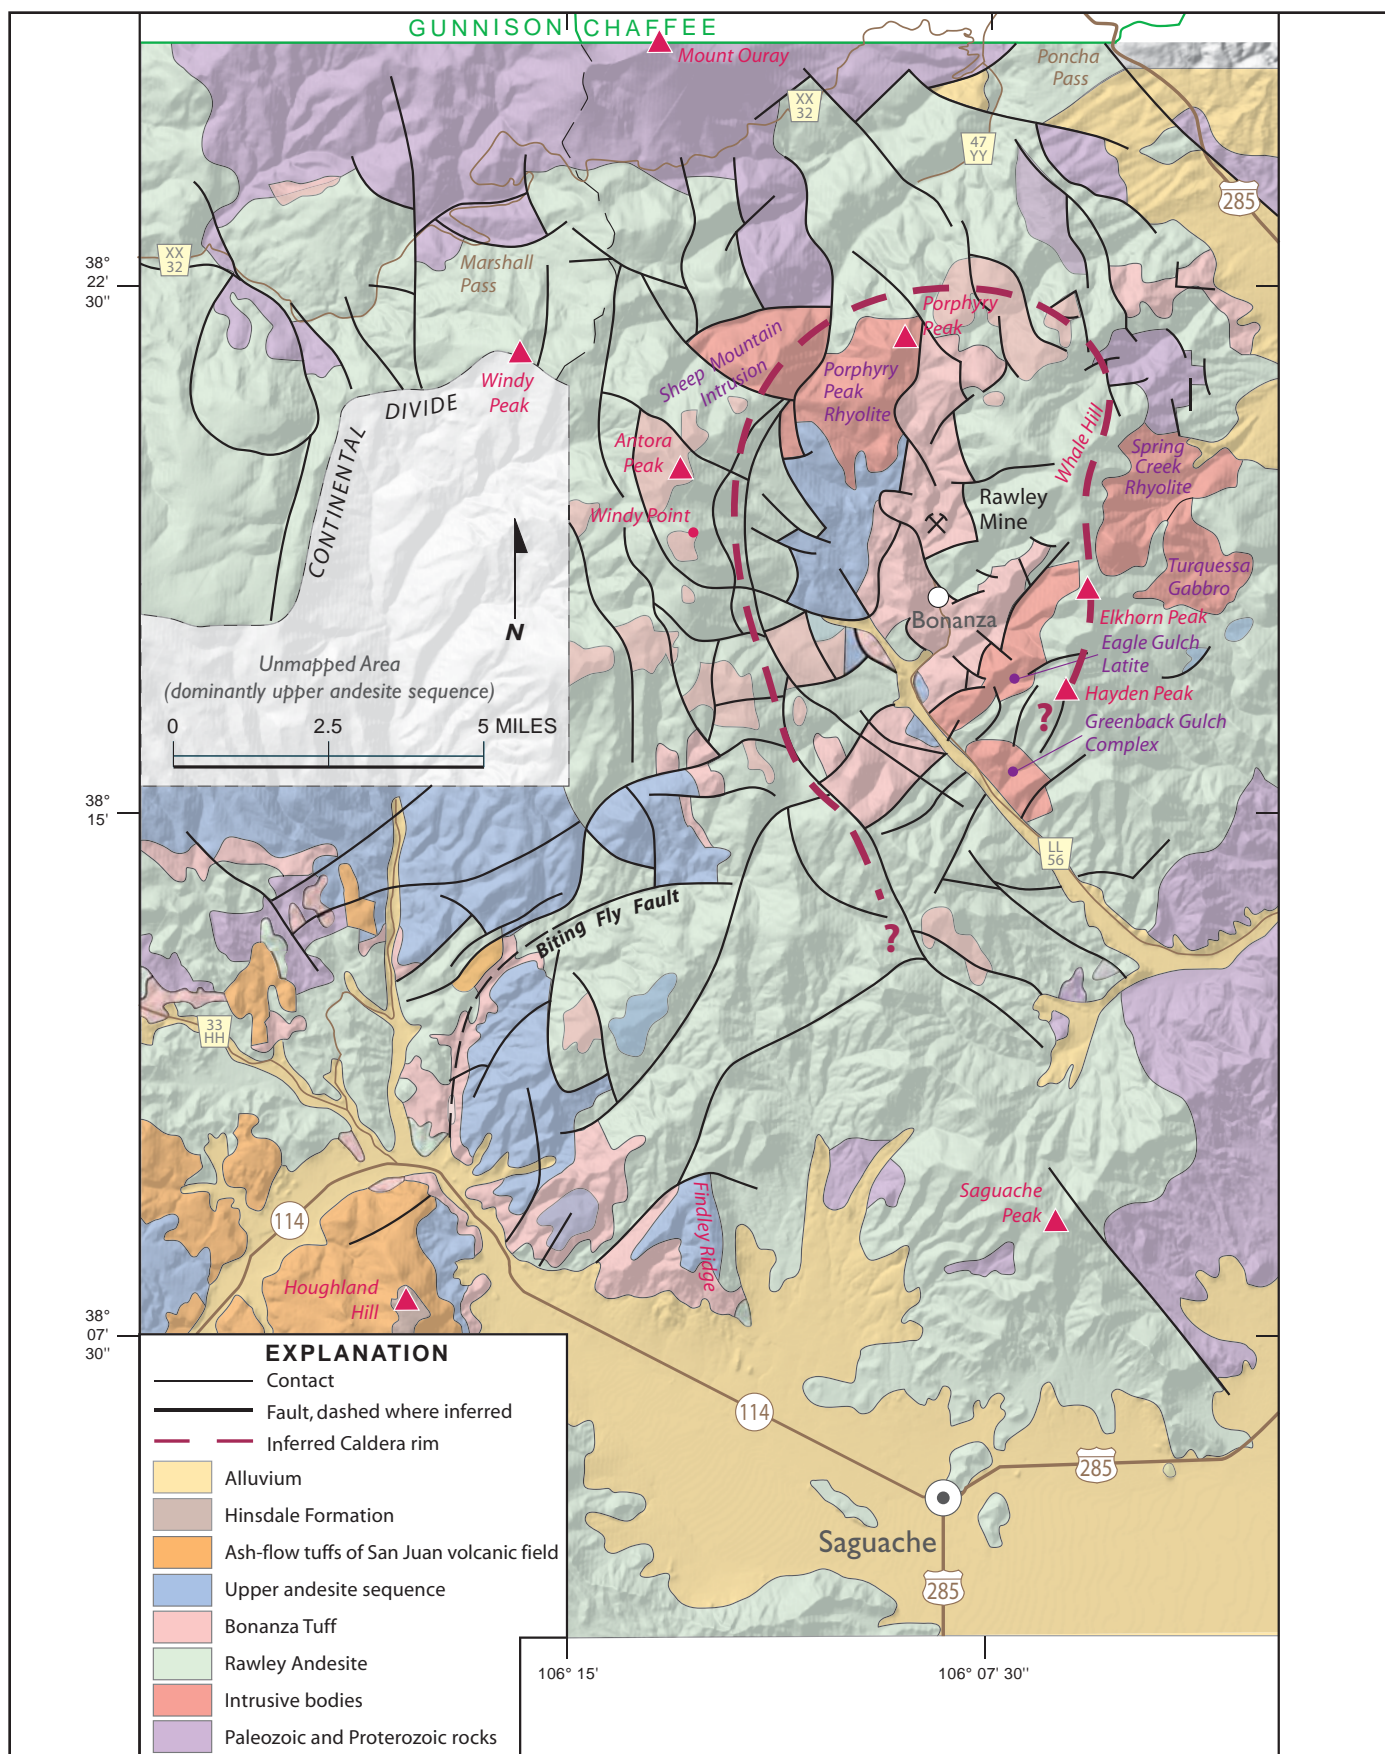 GUNNISON CHAFFEE
Mount Ouray
Poncha
Pass
XX
32
47
YY
285
XX
32
38°
22'
30"
Marshall
Pass
Porphyry
Peak
Sheep Mountain
Intrusion
Windy
Peak
Porphyry
Peak
Rhyolite
CONTINENTAL DIVIDE
Whale Hill
Antora
Peak
Spring
Creek
Rhyolite
Windy Point
Rawley
Mine
Turquessa
Gabbro
N
Bonanza
Elkhorn Peak
Eagle Gulch
Latite
Unmapped Area
(dominantly upper andesite sequence)
Hayden Peak
?
Greenback Gulch
Complex
0 2.5 5 MILES
38°
15'
LL
56
Biting Fly Fault
?
33
HH
Saguache
Peak
Findley Ridge
114
Houghland
Hill
38°
07'
30"
EXPLANATION
Contact
Fault, dashed where inferred
Inferred Caldera rim
Alluvium
Hinsdale Formation
Ash-flow tuffs of San Juan volcanic field
Upper andesite sequence
Bonanza Tuff
Rawley Andesite
Intrusive bodies
Paleozoic and Proterozoic rocks
114
285
Saguache
285
106° 15'
106° 07' 30"